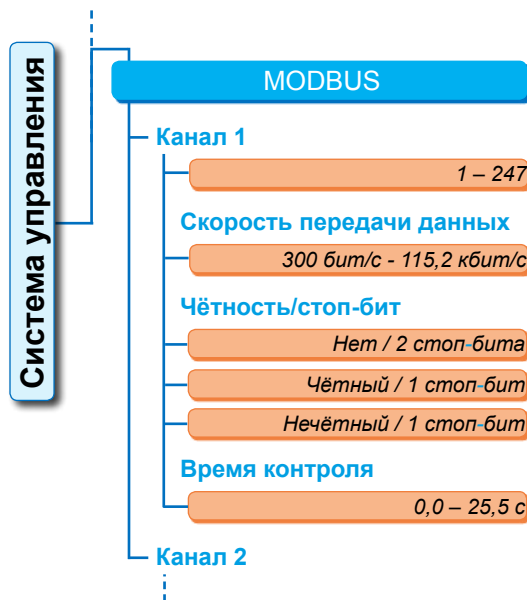 Система управления
MODBUS
Канал 1
1 – 247
Скорость передачи данных
300 бит/с - 115,2 кбит/с
Чётность/стоп-бит
Нет / 2 стоп-бита
Чётный / 1 стоп-бит
Нечётный / 1 стоп-бит
Время контроля
0,0 – 25,5 с
Канал 2